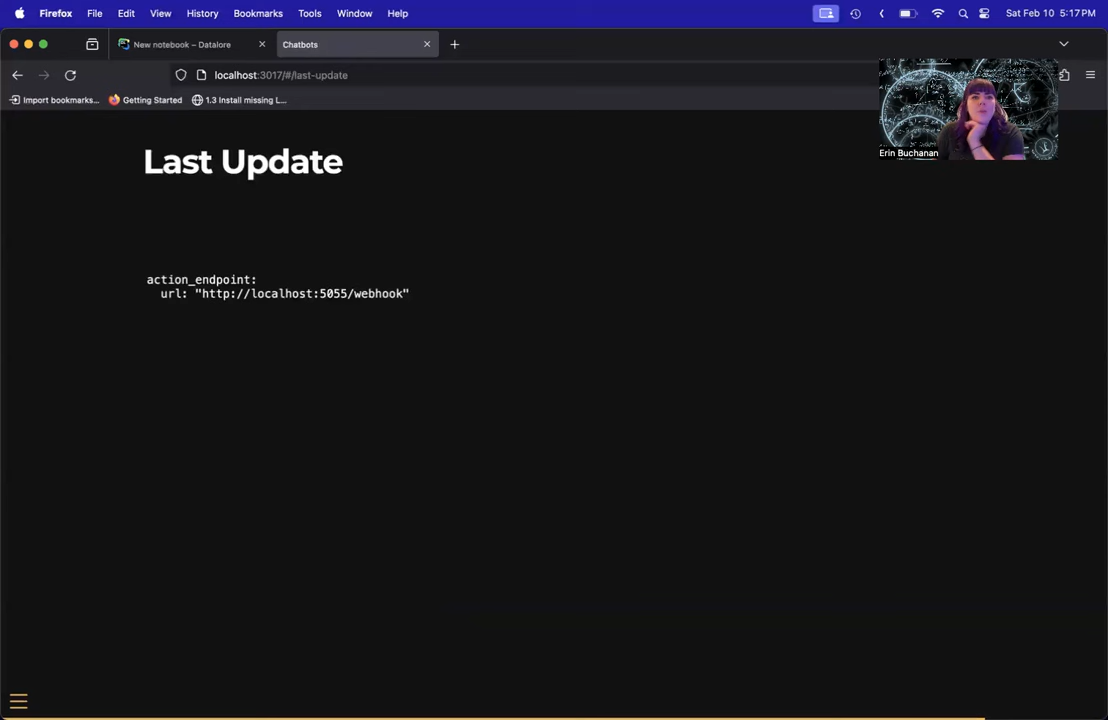 Firefox File Edit View History Bookmarks Tools Window Help Sat Feb 10 5:17 PM
New notebook – Datalore Chatbots
localhost:3017/#/last-update
Import bookmarks... Getting Started 1.3 Install missing L...
Erin Buchanan
Last Update
action_endpoint:
url: "http://localhost:5055/webhook"